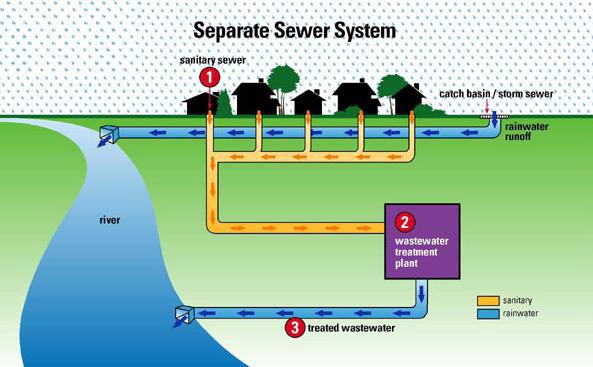 Separate Sewer System
sanitary sewer
1
catch basin / storm sewer
rainwater
runoff
river
2
wastewater
treatment
plant
sanitary
rainwater
3 treated wastewater